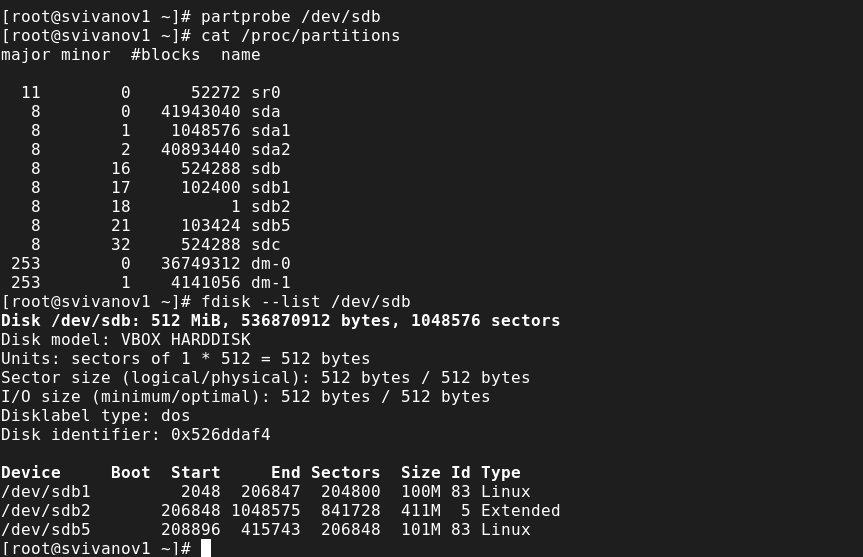 [root@svivanov1 ~]# partprobe /dev/sdb
[root@svivanov1 ~]# cat /proc/partitions
major minor  #blocks  name

  11        0      52272 sr0
   8        0   41943040 sda
   8        1    1048576 sda1
   8        2   40893440 sda2
   8       16     524288 sdb
   8       17     102400 sdb1
   8       18          1 sdb2
   8       21     103424 sdb5
   8       32     524288 sdc
 253        0   36749312 dm-0
 253        1    4141056 dm-1
[root@svivanov1 ~]# fdisk --list /dev/sdb
Disk /dev/sdb: 512 MiB, 536870912 bytes, 1048576 sectors
Disk model: VBOX HARDDISK
Units: sectors of 1 * 512 = 512 bytes
Sector size (logical/physical): 512 bytes / 512 bytes
I/O size (minimum/optimal): 512 bytes / 512 bytes
Disklabel type: dos
Disk identifier: 0x526ddaf4

Device     Boot  Start     End Sectors  Size Id Type
/dev/sdb1         2048  206847  204800  100M 83 Linux
/dev/sdb2       206848 1048575  841728  411M  5 Extended
/dev/sdb5       208896  415743  206848  101M 83 Linux
[root@svivanov1 ~]#